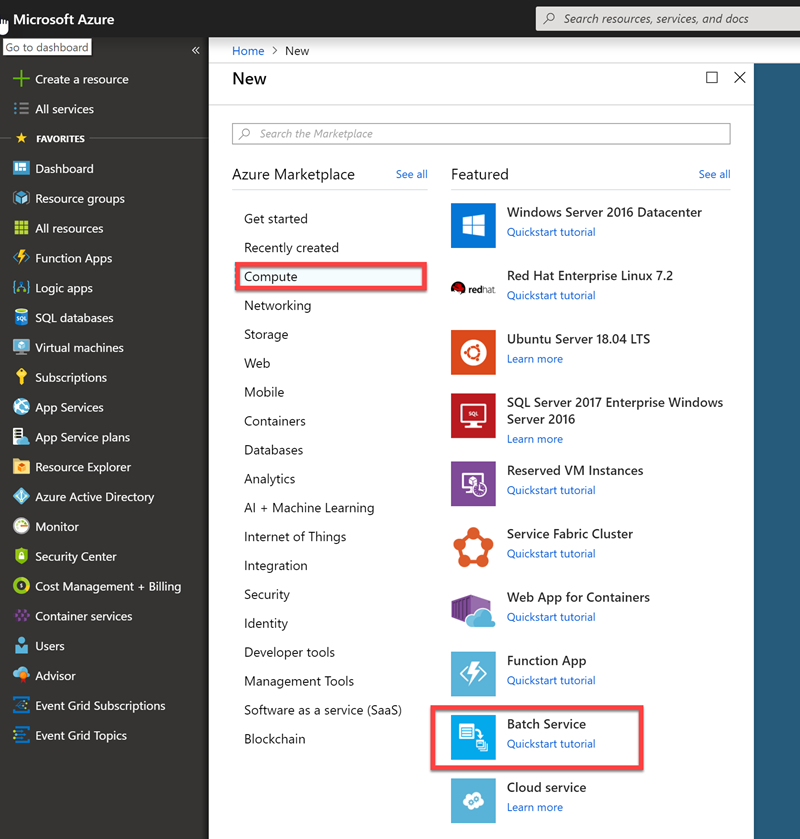 Microsoft Azure
Search resources, services, and docs
Go to dashboard
«
Create a resource
All services
FAVORITES
Dashboard
Resource groups
All resources
Function Apps
Logic apps
SQL databases
Virtual machines
Subscriptions
App Services
App Service plans
Resource Explorer
Azure Active Directory
Monitor
Security Center
Cost Management + Billing
Container services
Users
Advisor
Event Grid Subscriptions
Event Grid Topics
Home > New
New
Search the Marketplace
Azure Marketplace See all
Get started
Recently created
Compute
Networking
Storage
Web
Mobile
Containers
Databases
Analytics
AI + Machine Learning
Internet of Things
Integration
Security
Identity
Developer tools
Management Tools
Software as a service (SaaS)
Blockchain
Featured See all
Windows Server 2016 Datacenter
Quickstart tutorial
redhat.
Red Hat Enterprise Linux 7.2
Quickstart tutorial
Ubuntu Server 18.04 LTS
Learn more
SQL
SQL Server 2017 Enterprise Windows
Server 2016
Learn more
Reserved VM Instances
Quickstart tutorial
Service Fabric Cluster
Quickstart tutorial
Web App for Containers
Quickstart tutorial
Function App
Quickstart tutorial
Batch Service
Quickstart tutorial
Cloud service
Learn more